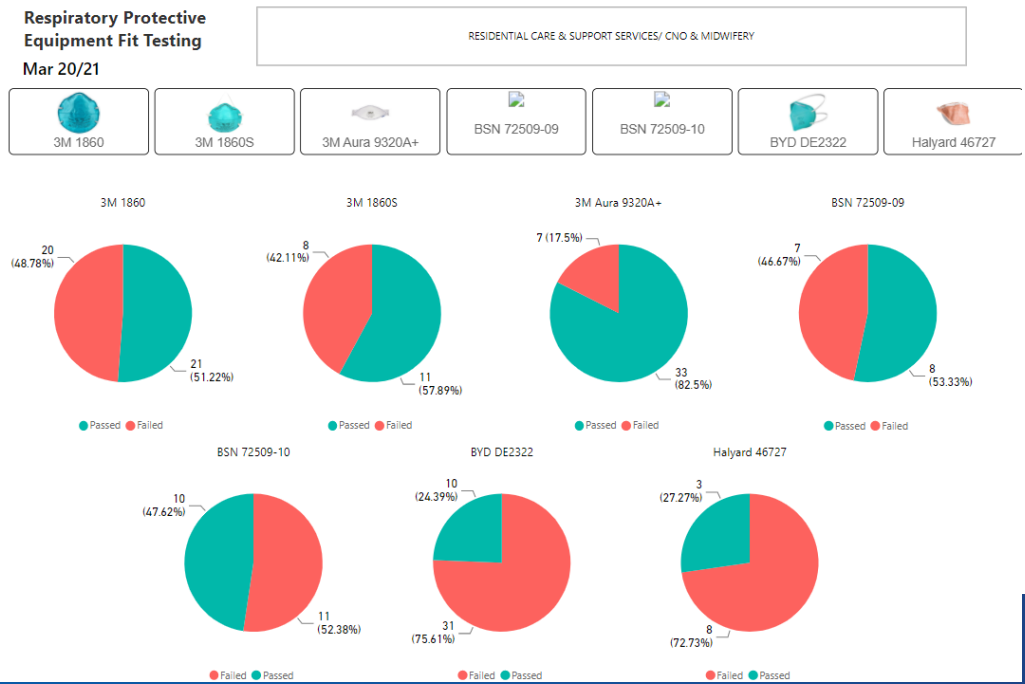 Respiratory Protective
Equipment Fit Testing
Mar 20/21
RESIDENTIAL CARE & SUPPORT SERVICES/ CNO & MIDWIFERY
3M 1860
3M 1860S
3M Aura 9320A+
BSN 72509-09
BSN 72509-10
BYD DE2322
Halyard 46727
3M 1860
20
(48.78%)
21
(51.22%)
Passed Failed
3M 1860S
8
(42.11%)
11
(57.89%)
Passed Failed
3M Aura 9320A+
7 (17.5%)
33
(82.5%)
Passed Failed
BSN 72509-09
7
(46.67%)
8
(53.33%)
Passed Failed
BSN 72509-10
10
(47.62%)
11
(52.38%)
Failed Passed
BYD DE2322
10
(24.39%)
31
(75.61%)
Failed Passed
Halyard 46727
3
(27.27%)
8
(72.73%)
Failed Passed